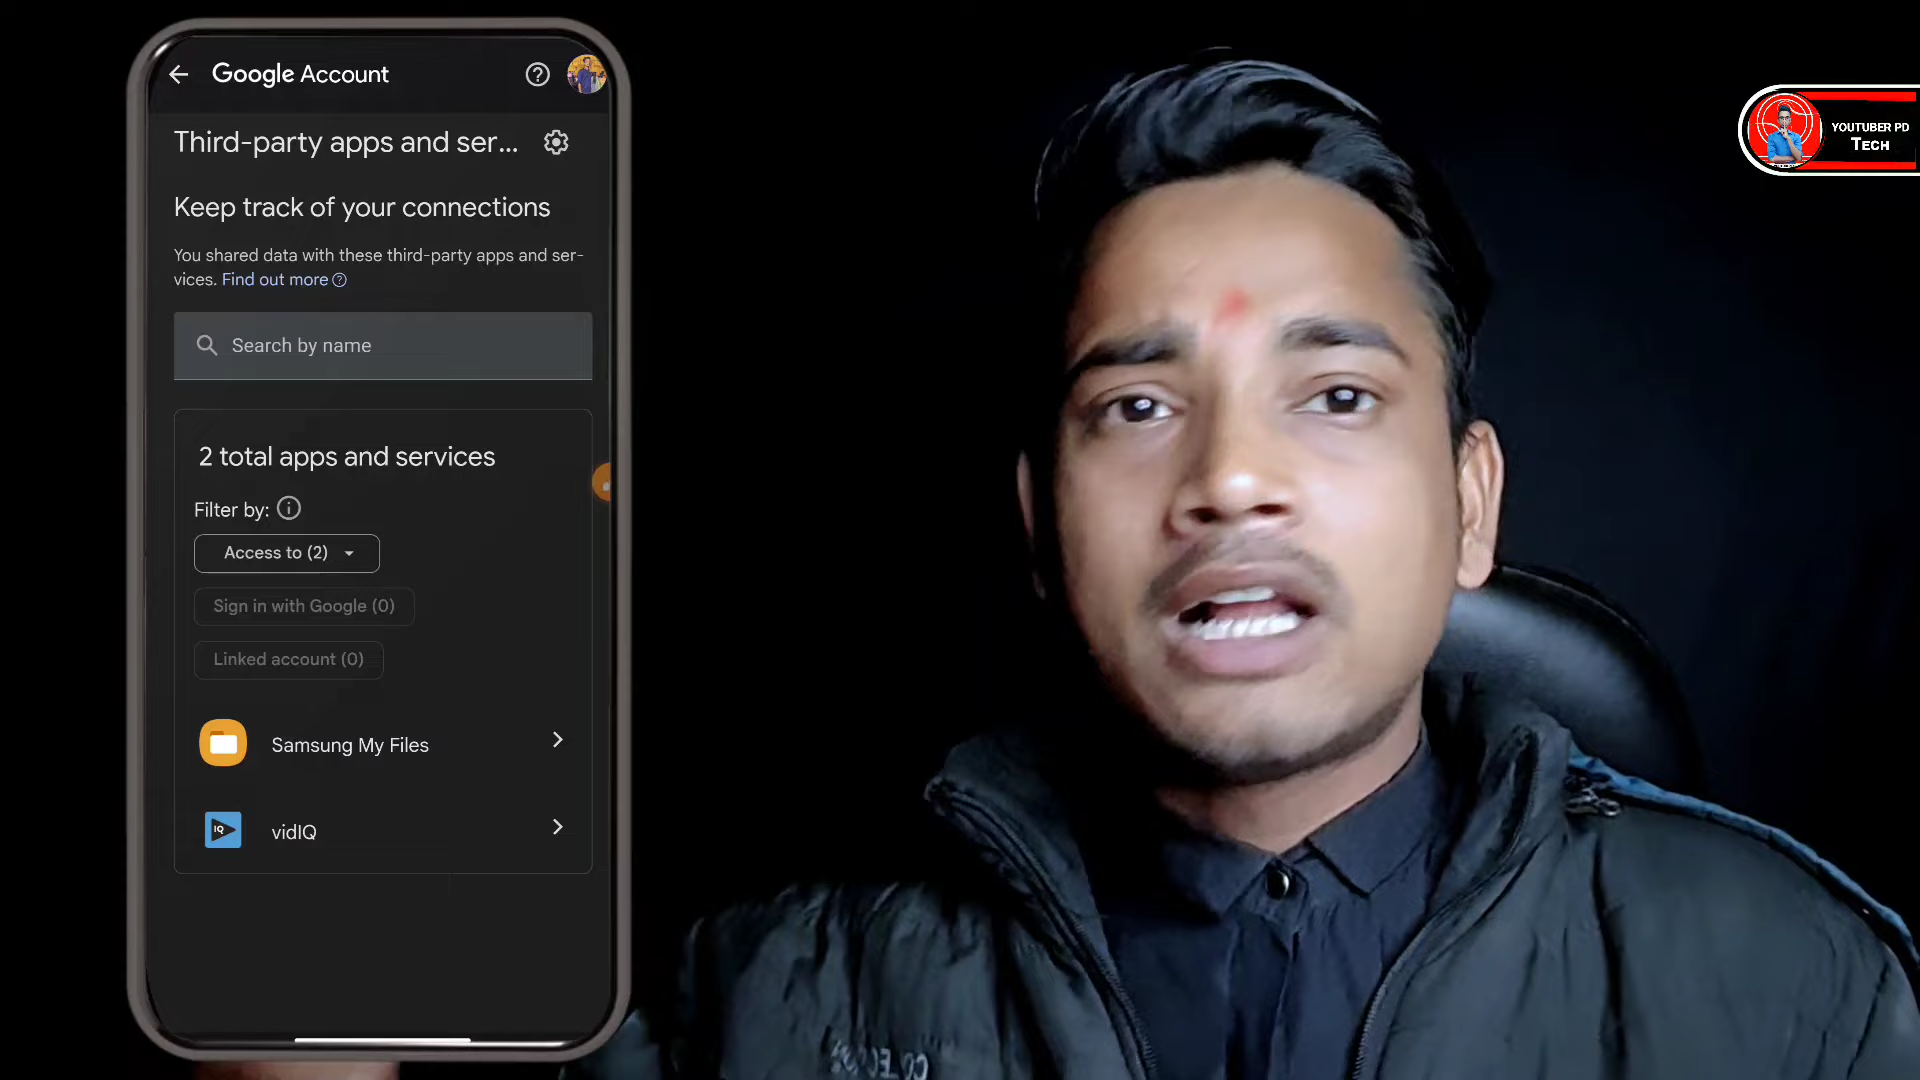 Google Account
Third-party apps and ser...
Keep track of your connections
You shared data with these third-party apps and ser-
vices. Find out more
Search by name
2 total apps and services
Filter by:
Access to (2)
Sign in with Google (0)
Linked account (0)
Samsung My Files
IQ
vidIQ
YOUTUBER PD
TECH